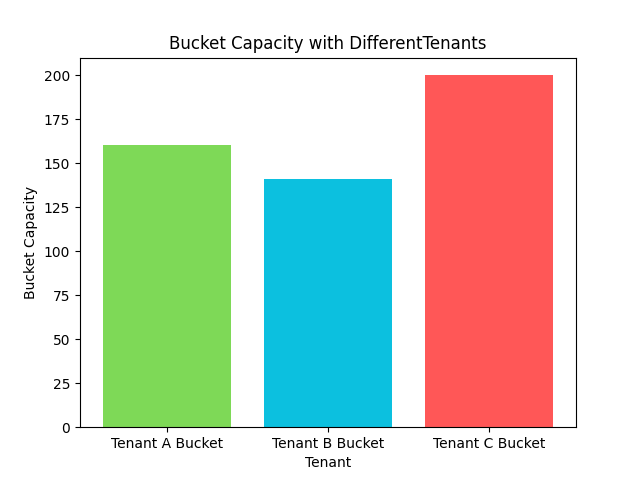 Bucket Capacity with DifferentTenants
Bucket Capacity
200
175
150
125
100
75
50
25
0
Tenant A Bucket
Tenant B Bucket
Tenant C Bucket
Tenant